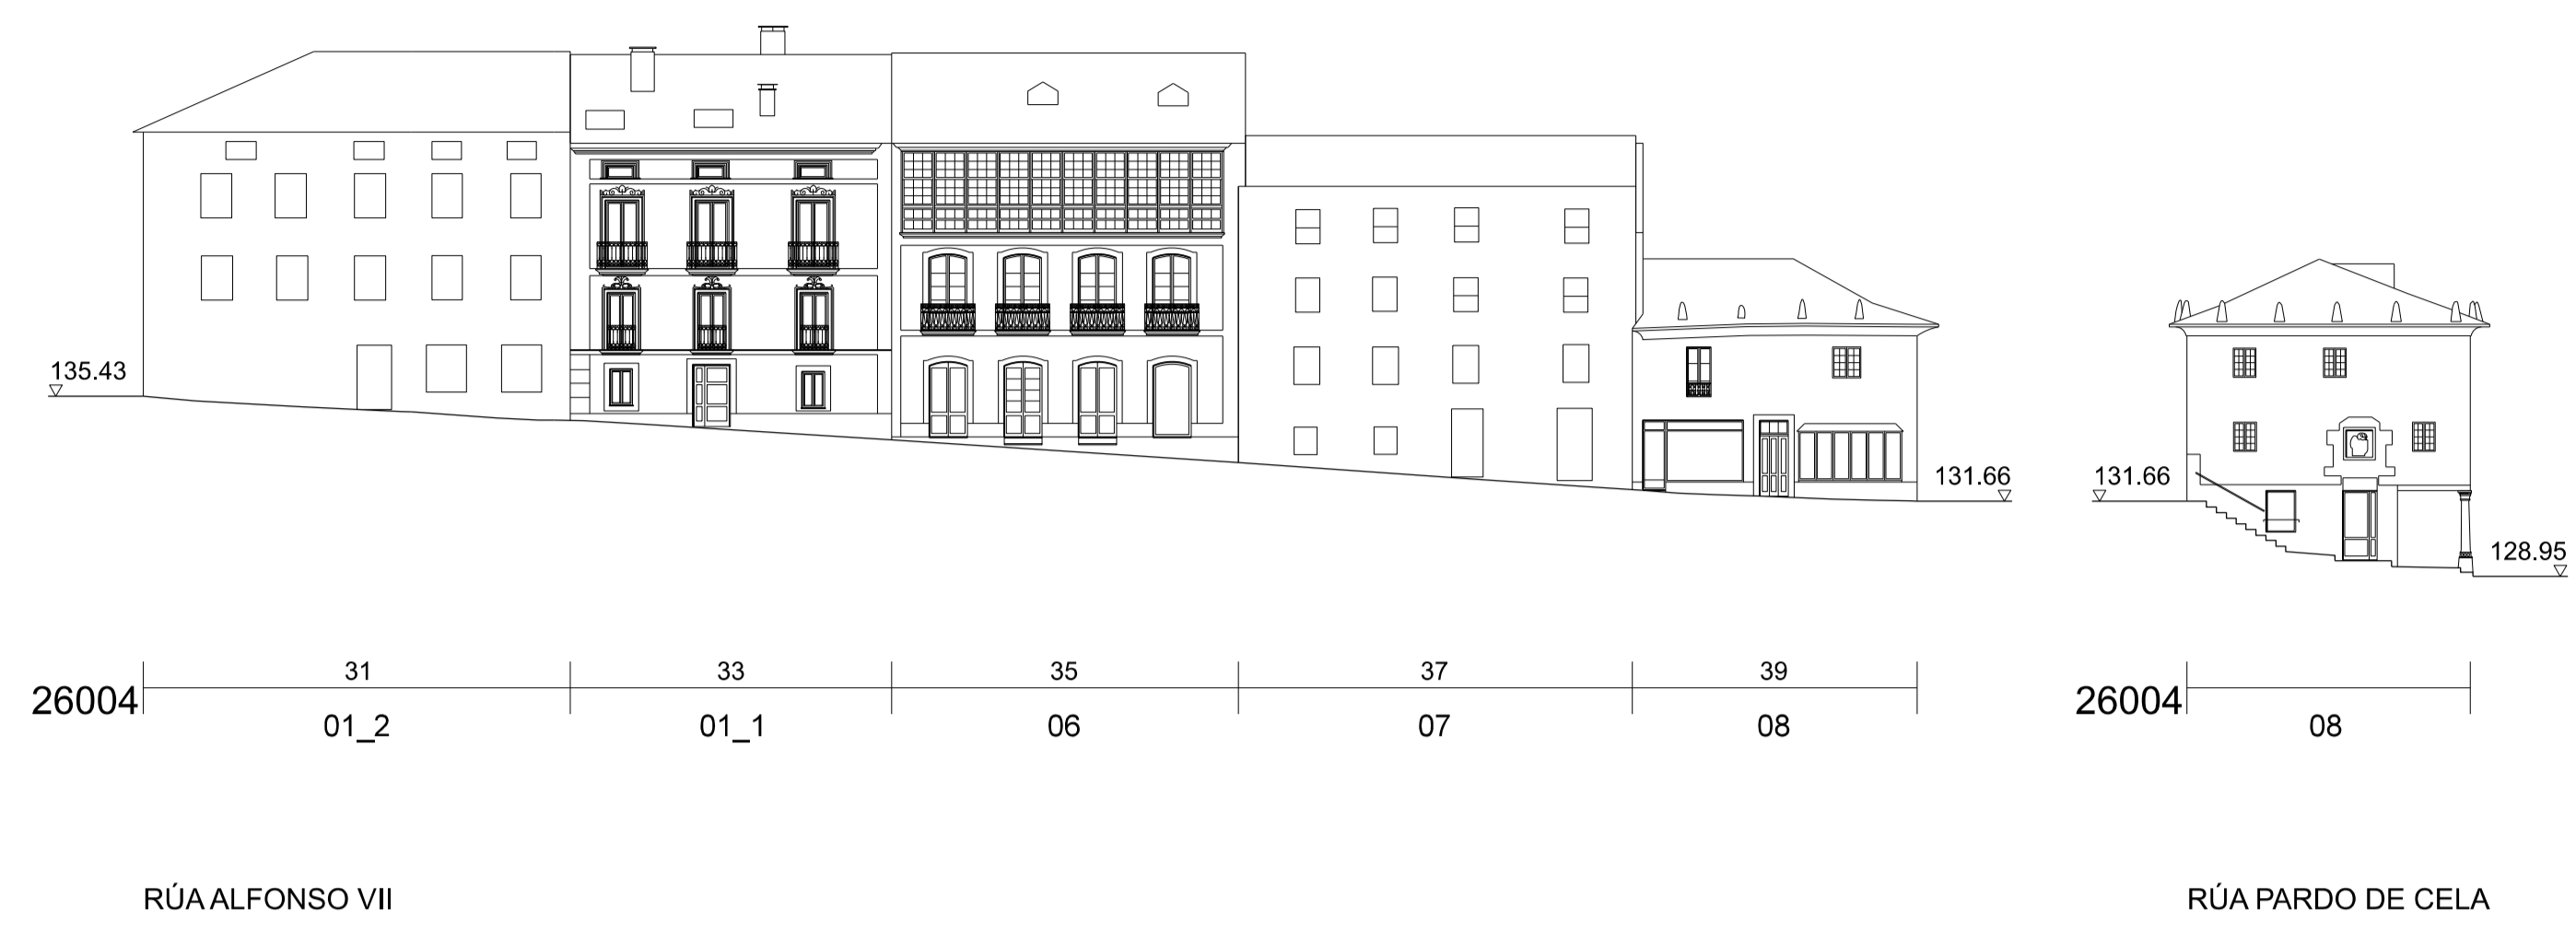 135.43
131.66
131.66
128.95
31 33 35 37 39
26004 26004
01_2 01_1 06 07 08 08
RÚA ALFONSO VII
RÚA PARDO DE CELA